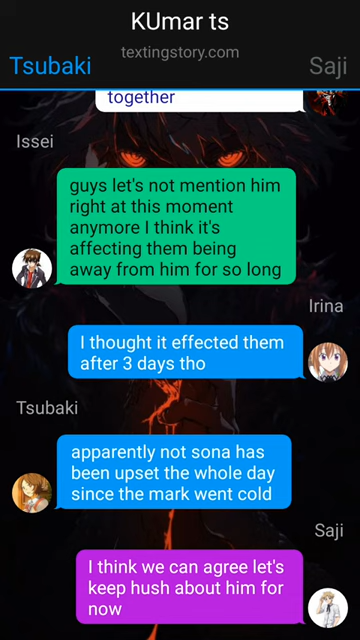 KUmar ts
textingstory.com
Tsubaki
Saji
together
Issei
guys let's not mention him
right at this moment
anymore I think it's
affecting them being
away from him for so long
Irina
I thought it effected them
after 3 days tho
Tsubaki
apparently not sona has
been upset the whole day
since the mark went cold
Saji
I think we can agree let's
keep hush about him for
now